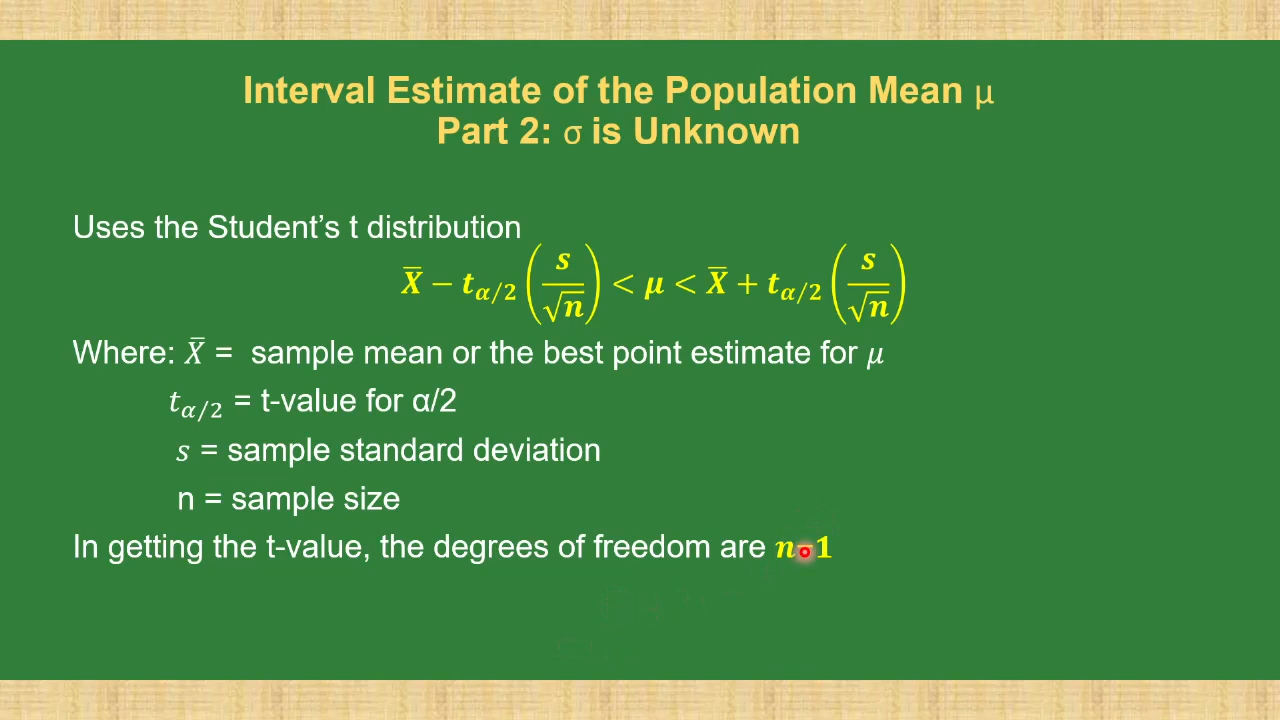 Interval Estimate of the Population Mean μ
Part 2: σ is Unknown
Uses the Student's t distribution
X̄ − t_{α/2} (s/√n) < μ < X̄ + t_{α/2} (s/√n)
Where: X̄ = sample mean or the best point estimate for μ
t_{α/2} = t-value for α/2
s = sample standard deviation
n = sample size
In getting the t-value, the degrees of freedom are n−1